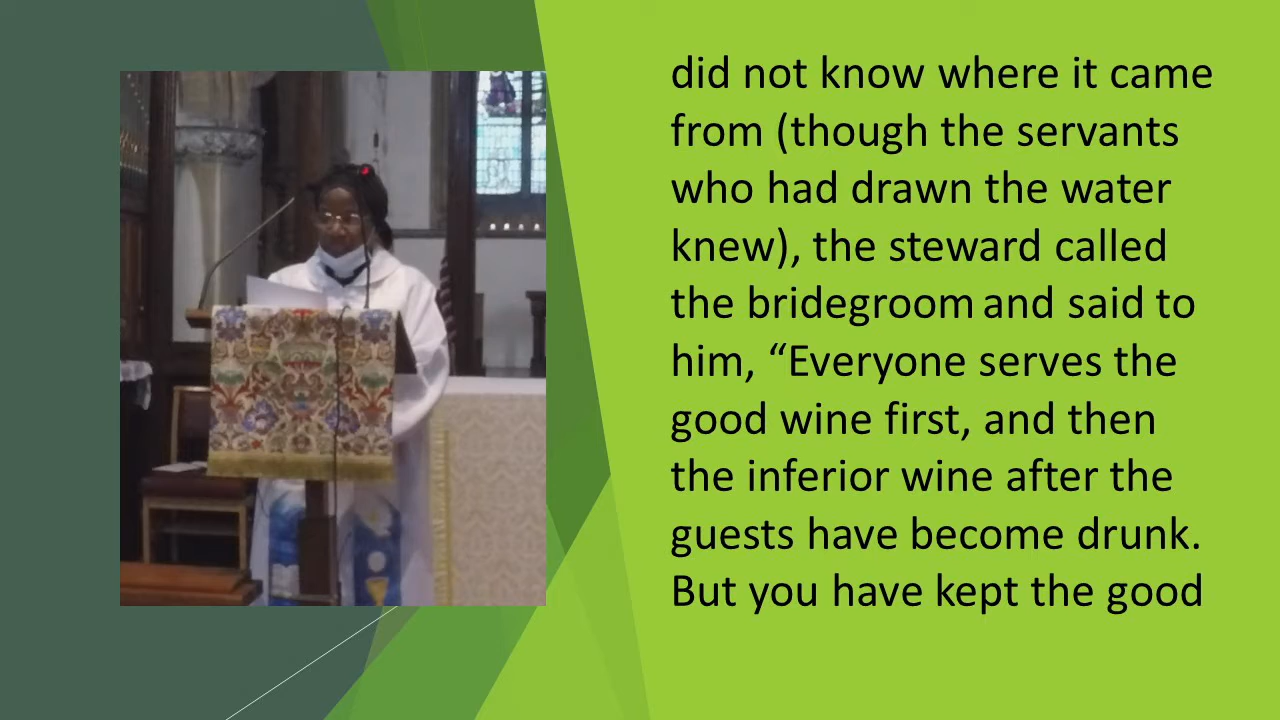 did not know where it came
from (though the servants
who had drawn the water
knew), the steward called
the bridegroom and said to
him, “Everyone serves the
good wine first, and then
the inferior wine after the
guests have become drunk.
But you have kept the good